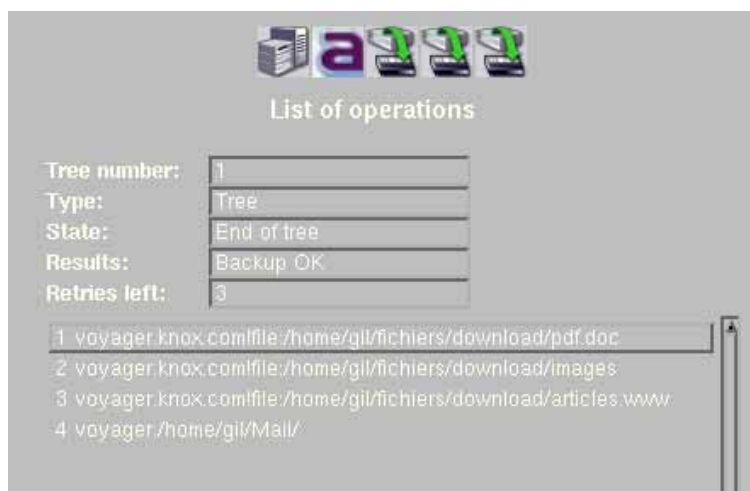 a
List of operations
Tree number: 1
Type: Tree
State: End of tree
Results: Backup OK
Retries left: 3
1 voyager.knox.com!file:/home/gil/fichiers/download/pdf.doc
2 voyager.knox.com!file:/home/gil/fichiers/download/images
3 voyager.knox.com!file:/home/gil/fichiers/download/articles.www
4 voyager:/home/gil/Mail/